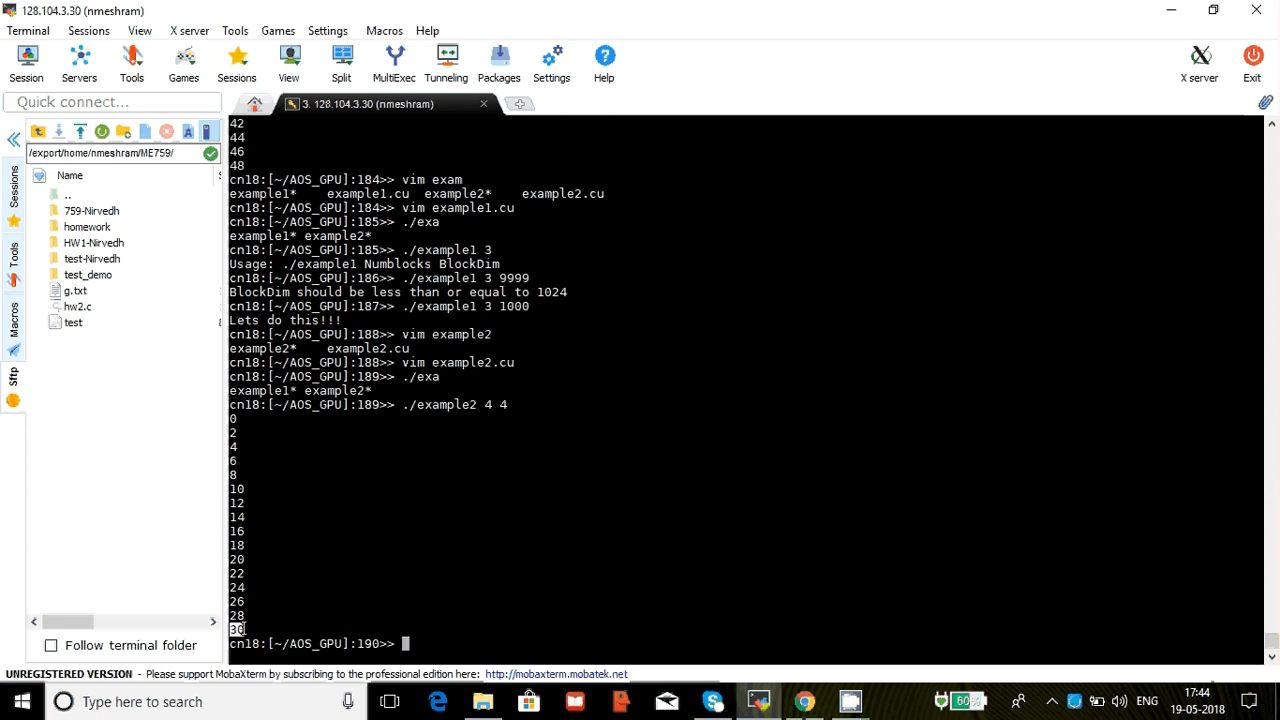 128.104.3.30 (nmeshram)
Terminal Sessions View X server Tools Games Settings Macros Help
Session Servers Tools Games Sessions View Split MultiExec Tunneling Packages Settings Help X server Exit
Quick connect...
3. 128.104.3.30 (nmeshram)
/export/home/nmeshram/ME759/
Name
..
759-Nirvedh
homework
HW1-Nirvedh
test-Nirvedh
test_demo
g.txt
hw2.c
test
Sessions
Tools
Macros
Sftp
Follow terminal folder
42
44
46
48
cn18:[~/AOS_GPU]:184>> vim exam
example1* example1.cu example2* example2.cu
cn18:[~/AOS_GPU]:184>> vim example1.cu
cn18:[~/AOS_GPU]:185>> ./exa
example1* example2*
cn18:[~/AOS_GPU]:185>> ./example1 3
Usage: ./example1 Numblocks BlockDim
cn18:[~/AOS_GPU]:186>> ./example1 3 9999
BlockDim should be less than or equal to 1024
cn18:[~/AOS_GPU]:187>> ./example1 3 1000
Lets do this!!!
cn18:[~/AOS_GPU]:188>> vim example2
example2* example2.cu
cn18:[~/AOS_GPU]:188>> vim example2.cu
cn18:[~/AOS_GPU]:189>> ./exa
example1* example2*
cn18:[~/AOS_GPU]:189>> ./example2 4 4
0
2
4
6
8
10
12
14
16
18
20
22
24
26
28
30
cn18:[~/AOS_GPU]:190>>
UNREGISTERED VERSION - Please support MobaXterm by subscribing to the professional edition here: http://mobaxterm.mobatek.net
Type here to search
60%
ENG
17:44
19-05-2018